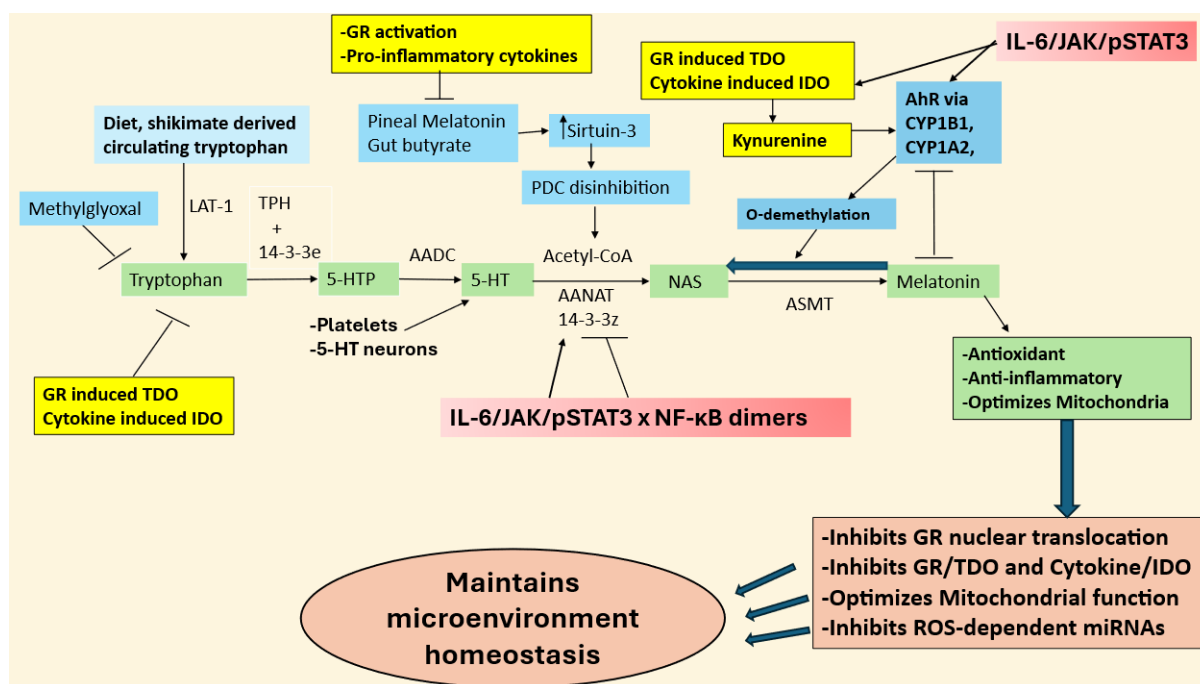 -GR activation
-Pro-inflammatory cytokines
IL-6/JAK/pSTAT3
GR induced TDO
Cytokine induced IDO
AhR via
CYP1B1,
CYP1A2,
Kynurenine
Pineal Melatonin
Gut butyrate
Sirtuin-3
Diet, shikimate derived
circulating tryptophan
PDC disinhibition
Methylglyoxal
LAT-1
TPH
+
14-3-3e
O-demethylation
AADC
Acetyl-CoA
Tryptophan
5-HTP
5-HT
NAS
Melatonin
AANAT
14-3-3z
ASMT
-Platelets
-5-HT neurons
-Antioxidant
-Anti-inflammatory
-Optimizes Mitochondria
GR induced TDO
Cytokine induced IDO
IL-6/JAK/pSTAT3 x NF-κB dimers
-Inhibits GR nuclear translocation
-Inhibits GR/TDO and Cytokine/IDO
-Optimizes Mitochondrial function
-Inhibits ROS-dependent miRNAs
Maintains
microenvironment
homeostasis